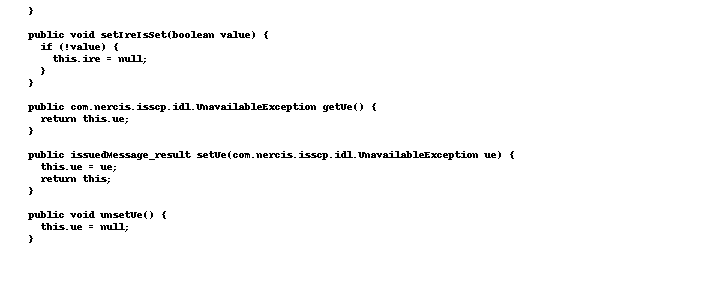 }
public void setIreIsSet(boolean value) {
if (!value) {
this.ire = null;
}
}
public com.nercis.isscp.idl.UnavailableException getUe() {
return this.ue;
}
public issuedMessage_result setUe(com.nercis.isscp.idl.UnavailableException ue) {
this.ue = ue;
return this;
}
public void unsetUe() {
this.ue = null;
}